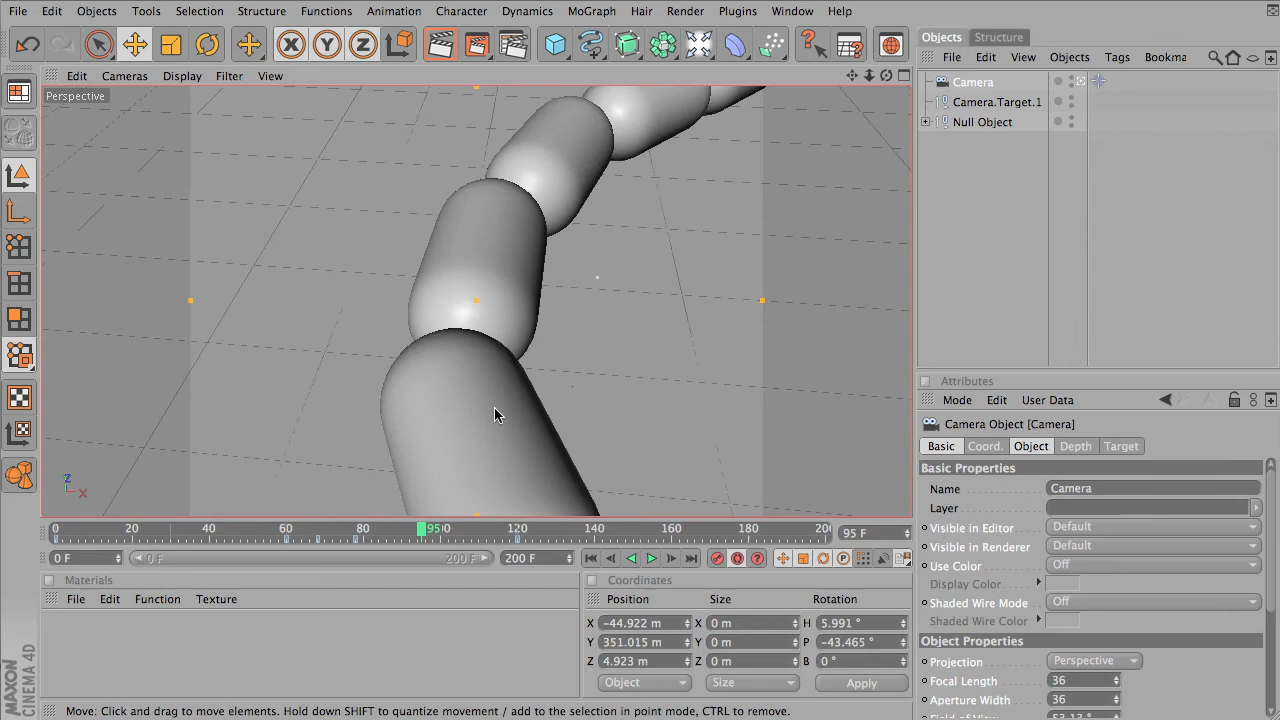 File Edit Objects Tools Selection Structure Functions Animation Character Dynamics MoGraph Hair Render Plugins Window Help
Objects Structure
File Edit View Objects Tags Bookma
Edit Cameras Display Filter View
Perspective
Camera
Camera.Target.1
Null Object
Attributes
Mode Edit User Data
Camera Object [Camera]
Basic Coord. Object Depth Target
Basic Properties
Name Camera
Layer
Visible in Editor Default
Visible in Renderer Default
Use Color Off
Display Color
Shaded Wire Mode Off
Shaded Wire Color
Object Properties
Projection Perspective
Focal Length 36
Aperture Width 36
Z
X
0 20 40 60 80 95 00 120 140 160 180 20 95 F
0 F 0 F 200 F 200 F
Materials
File Edit Function Texture
Coordinates
Position Size Rotation
X -44.922 m X 0 m H 5.991 °
Y 351.015 m Y 0 m P -43.465 °
Z 4.923 m Z 0 m B 0 °
Object Size Apply
MAXON
CINEMA 4D
Move: Click and drag to move elements. Hold down SHIFT to quantize movement / add to the selection in point mode, CTRL to remove.